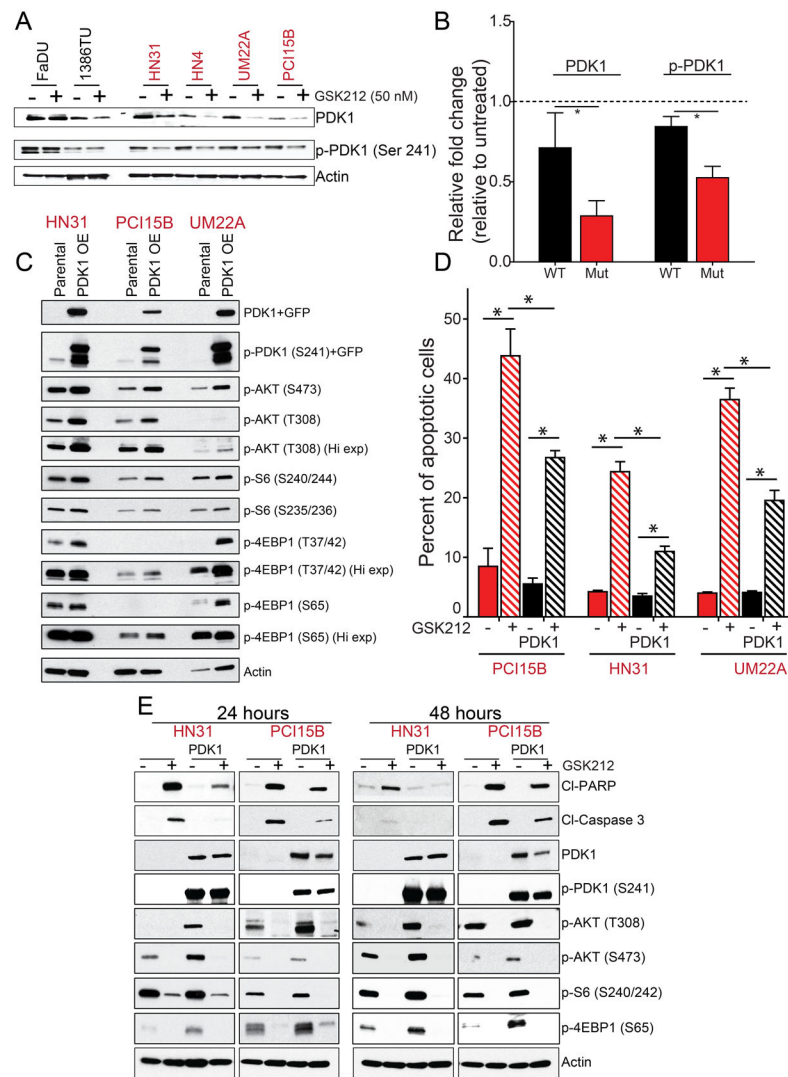 A
FaDU
1386TU
HN31
HN4
UM22A
PCI15B
- + - + - + - + - + - + GSK212 (50 nM)
PDK1
p-PDK1 (Ser 241)
Actin
B
Relative fold change
(relative to untreated)
1.5
1.0
0.5
0.0
PDK1 p-PDK1
* *
WT Mut WT Mut
C
HN31 PCI15B UM22A
Parental PDK1 OE Parental PDK1 OE Parental PDK1 OE
PDK1+GFP
p-PDK1 (S241)+GFP
p-AKT (S473)
p-AKT (T308)
p-AKT (T308) (Hi exp)
p-S6 (S240/244)
p-S6 (S235/236)
p-4EBP1 (T37/42)
p-4EBP1 (T37/42) (Hi exp)
p-4EBP1 (S65)
p-4EBP1 (S65) (Hi exp)
Actin
D
Percent of apoptotic cells
50
40
30
20
10
0
* * * * * * * * *
GSK212 - + - + - + - + - + - +
PDK1 PDK1 PDK1
PCI15B HN31 UM22A
E
24 hours 48 hours
HN31 PCI15B HN31 PCI15B
PDK1 PDK1 PDK1 PDK1
- + - + - + - + - + - + - + - + GSK212
Cl-PARP
Cl-Caspase 3
PDK1
p-PDK1 (S241)
p-AKT (T308)
p-AKT (S473)
p-S6 (S240/242)
p-4EBP1 (S65)
Actin